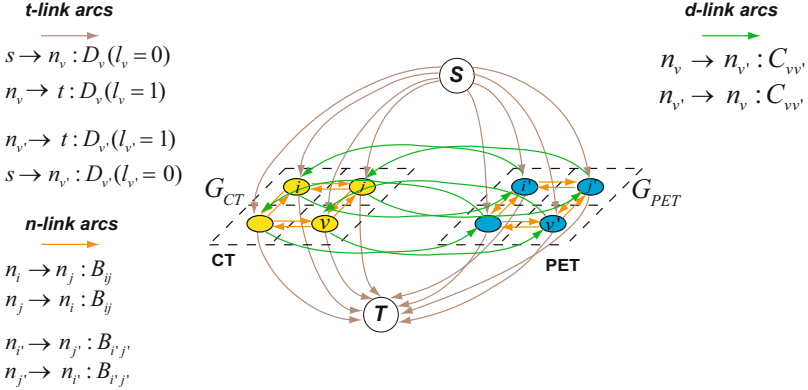 t-link arcs
s → n_v : D_v(l_v = 0)
n_v → t : D_v(l_v = 1)
n_v' → t : D_v'(l_v' = 1)
s → n_v' : D_v'(l_v' = 0)
n-link arcs
n_i → n_j : B_ij
n_j → n_i : B_ij
n_i' → n_j' : B_i'j'
n_j' → n_i' : B_i'j'
S
G_CT
i
j
v
CT
T
i'
j'
v'
G_PET
PET
d-link arcs
n_v → n_v' : C_vv'
n_v' → n_v : C_vv'